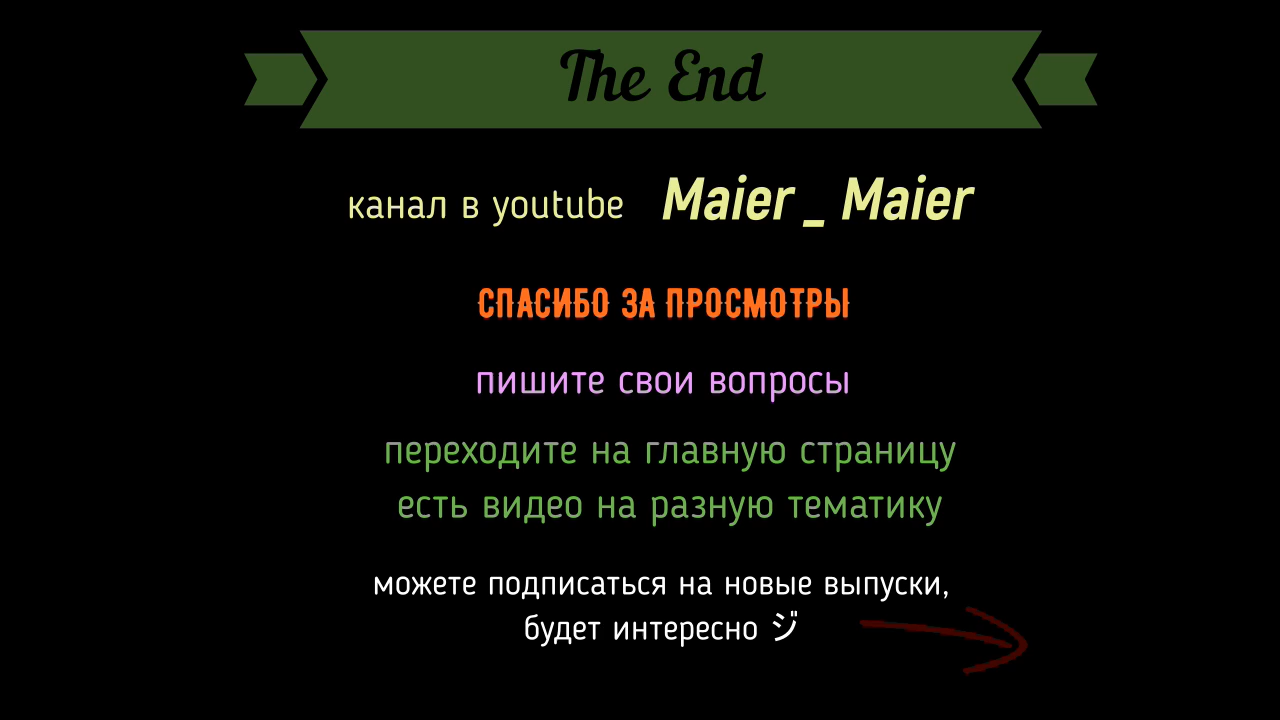 The End
канал в youtube Maier _ Maier
СПАСИБО ЗА ПРОСМОТРЫ
пишите свои вопросы
переходите на главную страницу
есть видео на разную тематику
можете подписаться на новые выпуски,
будет интересно ジ